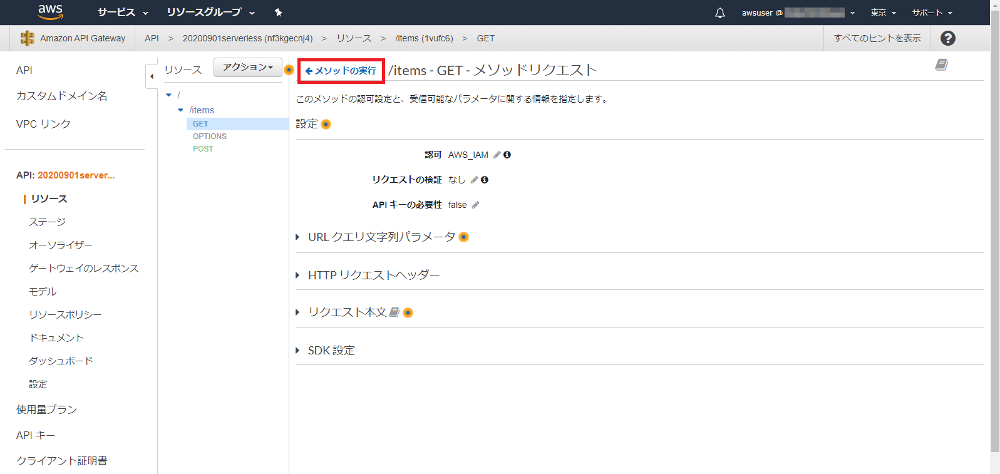 aws サービス リソースグループ awsuser @ 東京 サポート
Amazon API Gateway API > 20200901serverless (nf3kgecnj4) > リソース > /items (1vufc6) > GET すべてのヒントを表示 ?
API
カスタムドメイン名
VPC リンク
API: 20200901server...
リソース
ステージ
オーソライザー
ゲートウェイのレスポンス
モデル
リソースポリシー
ドキュメント
ダッシュボード
設定
使用量プラン
API キー
クライアント証明書
リソース アクション
/
/items
GET
OPTIONS
POST
メソッドの実行 /items - GET - メソッドリクエスト
このメソッドの認可設定と、受信可能なパラメータに関する情報を指定します。
設定
認可 AWS_IAM
リクエストの検証 なし
API キーの必要性 false
URL クエリ文字列パラメータ
HTTP リクエストヘッダー
リクエスト本文
SDK 設定